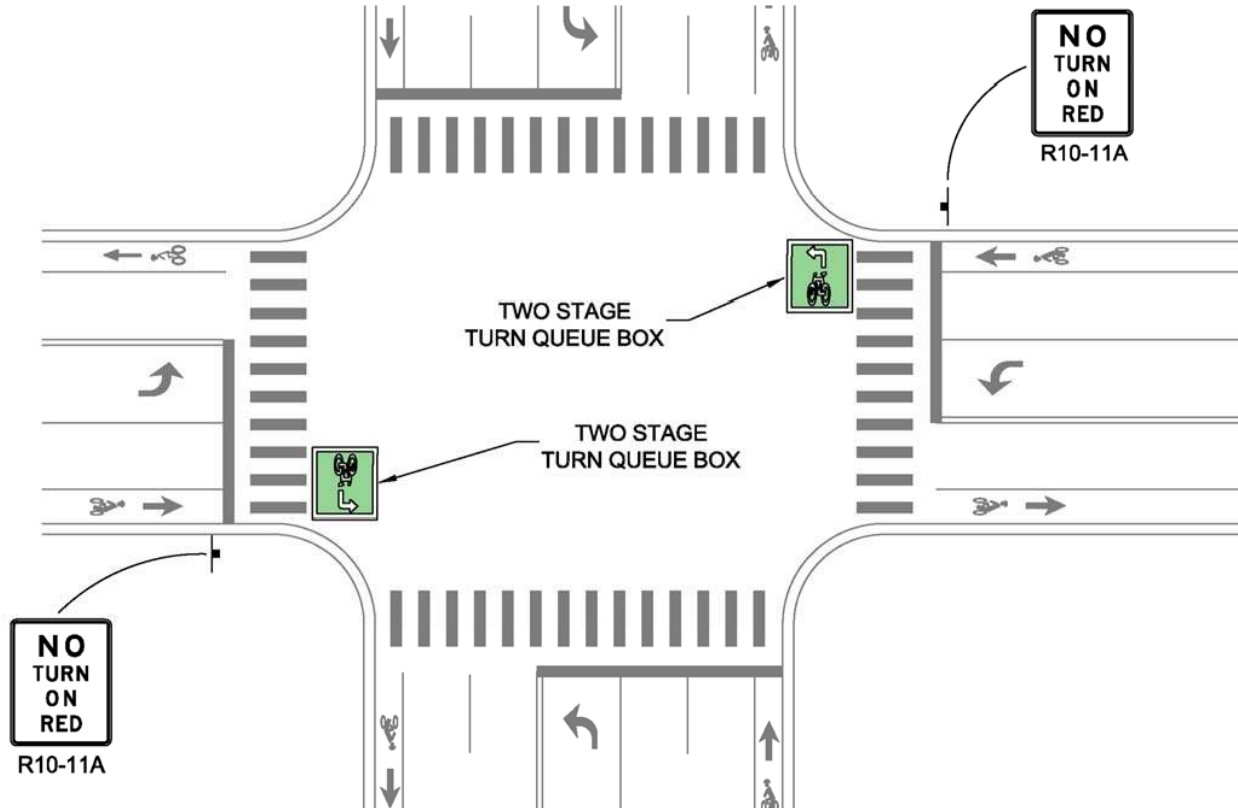 NO
TURN
ON
RED
R10-11A
TWO STAGE
TURN QUEUE BOX
TWO STAGE
TURN QUEUE BOX
NO
TURN
ON
RED
R10-11A